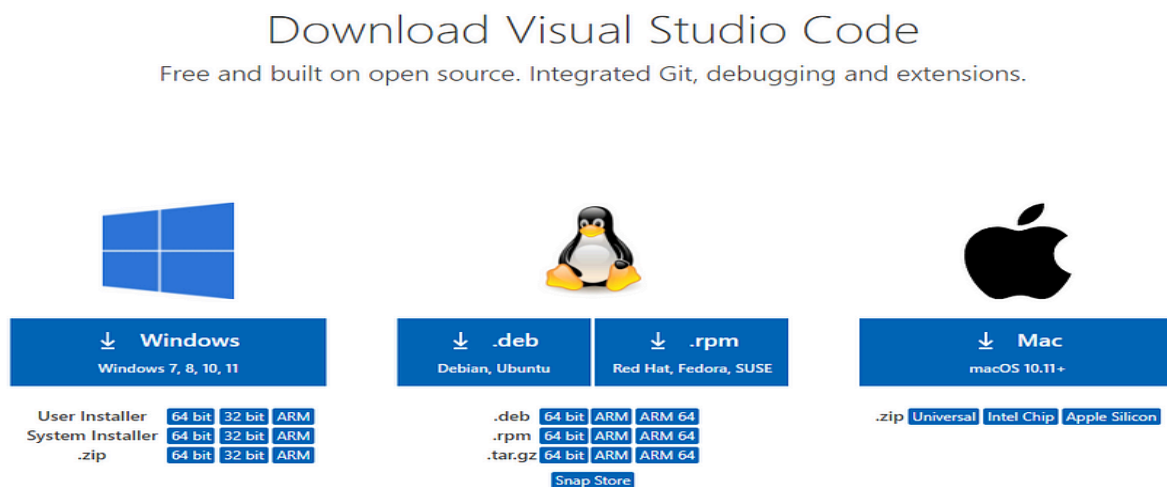 Download Visual Studio Code
Free and built on open source. Integrated Git, debugging and extensions.
Windows
Windows 7, 8, 10, 11
User Installer 64 bit 32 bit ARM
System Installer 64 bit 32 bit ARM
.zip 64 bit 32 bit ARM
.deb
Debian, Ubuntu
.rpm
Red Hat, Fedora, SUSE
.deb 64 bit ARM ARM 64
.rpm 64 bit ARM ARM 64
.tar.gz 64 bit ARM ARM 64
Snap Store
Mac
macOS 10.11+
.zip Universal Intel Chip Apple Silicon